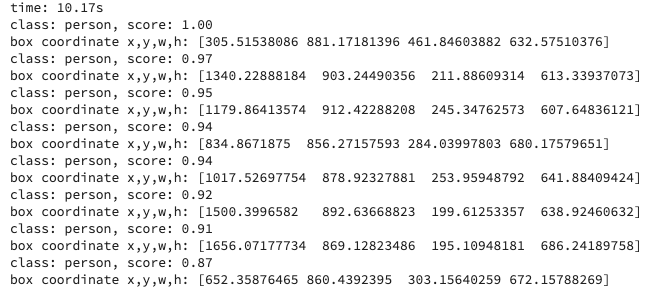 time: 10.17s
class: person, score: 1.00
box coordinate x,y,w,h: [305.51538086 881.17181396 461.84603882 632.57510376]
class: person, score: 0.97
box coordinate x,y,w,h: [1340.22888184  903.24490356  211.88609314  613.33937073]
class: person, score: 0.95
box coordinate x,y,w,h: [1179.86413574  912.42288208  245.34762573  607.64836121]
class: person, score: 0.94
box coordinate x,y,w,h: [834.8671875  856.27157593 284.03997803 680.17579651]
class: person, score: 0.94
box coordinate x,y,w,h: [1017.52697754  878.92327881  253.95948792  641.88409424]
class: person, score: 0.92
box coordinate x,y,w,h: [1500.3996582   892.63668823  199.61253357  638.92460632]
class: person, score: 0.91
box coordinate x,y,w,h: [1656.07177734  869.12823486  195.10948181  686.24189758]
class: person, score: 0.87
box coordinate x,y,w,h: [652.35876465 860.4392395  303.15640259 672.15788269]